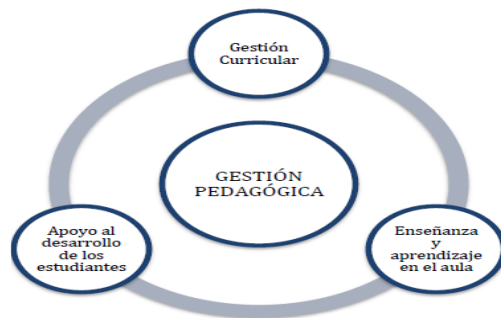 Gestión
Curricular
GESTIÓN
PEDAGÓGICA
Apoyo al
desarrollo
de los
estudiantes
Enseñanza
y
aprendizaje
en el aula